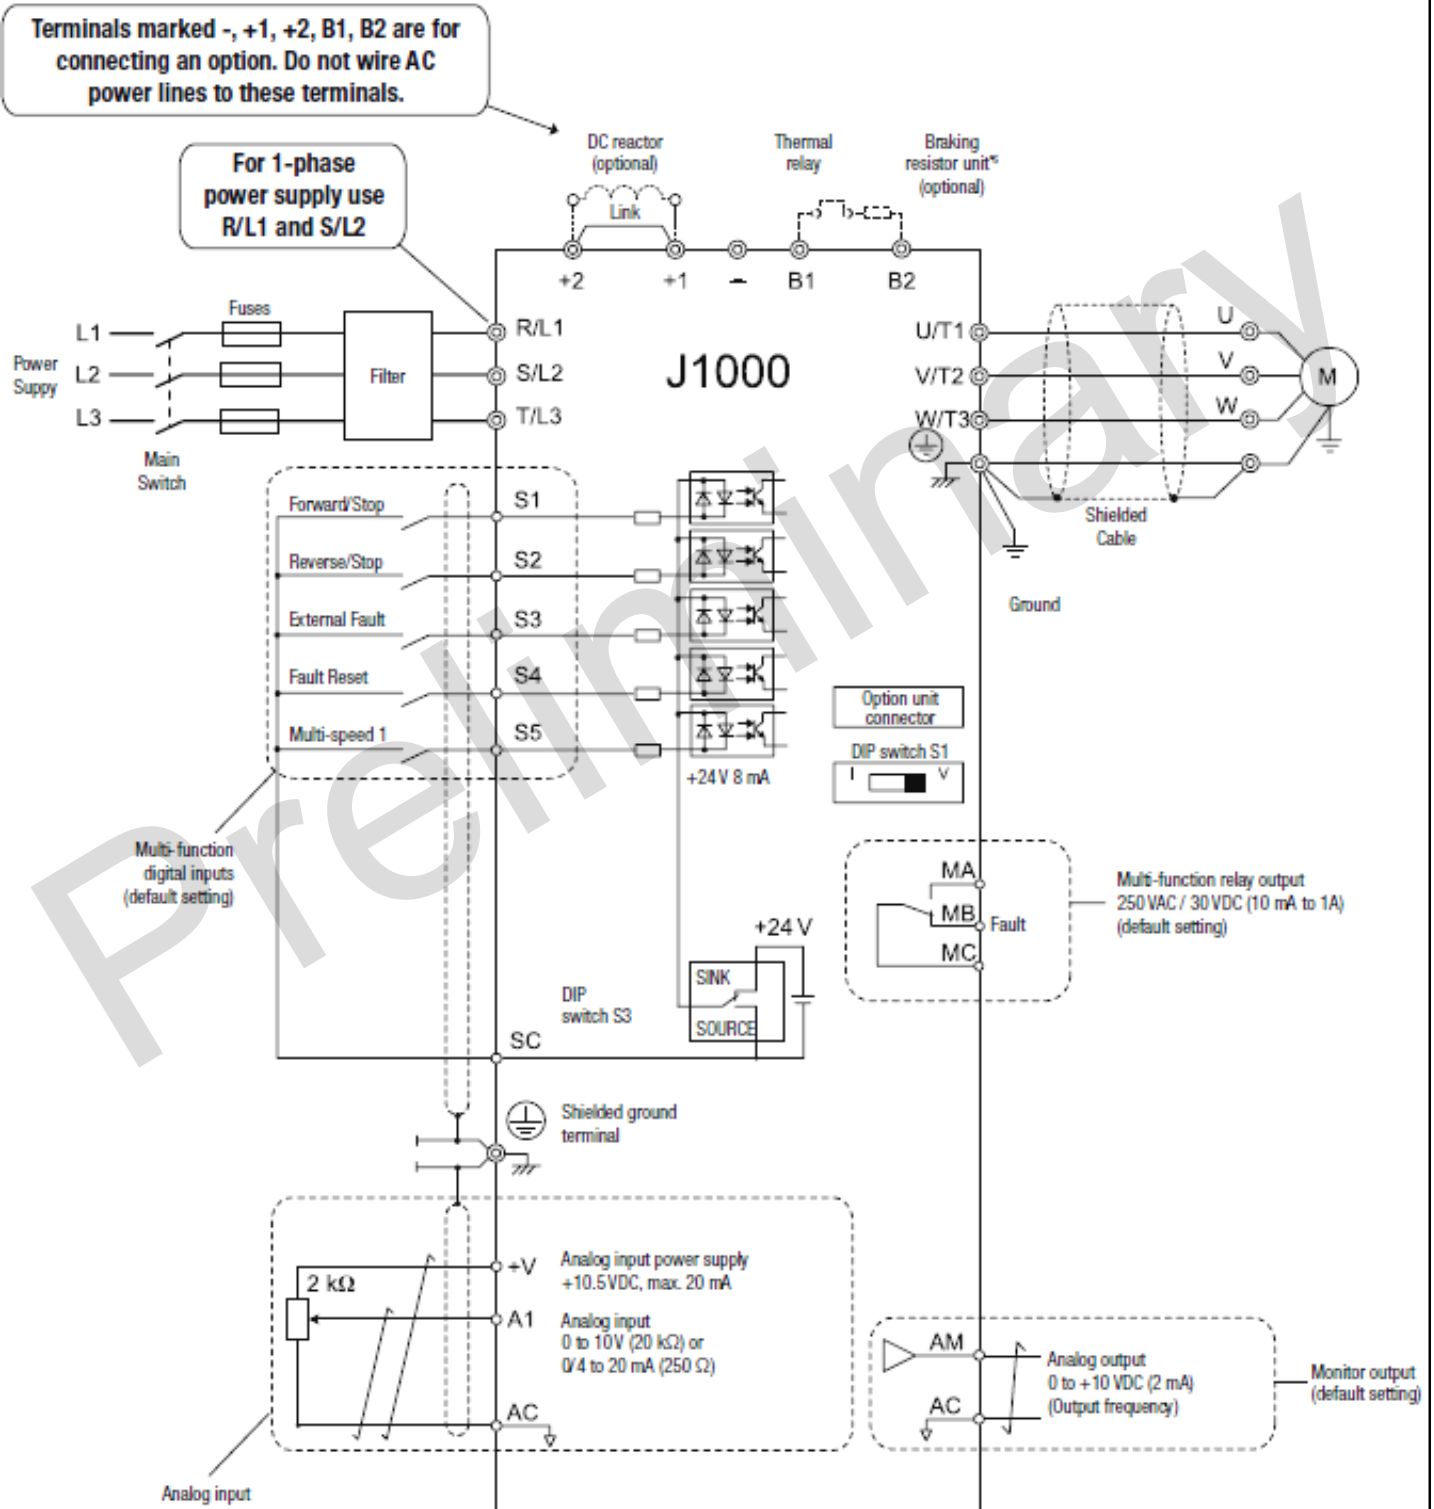 Terminals marked -, +1, +2, B1, B2 are for
connecting an option. Do not wire AC
power lines to these terminals.
For 1-phase
power supply use
R/L1 and S/L2
DC reactor
(optional)
Link
Thermal
relay
Braking
resistor unit*5
(optional)
+2
+1
-
B1
B2
Fuses
L1
L2
L3
Power
Suppy
Main
Switch
Filter
R/L1
S/L2
T/L3
J1000
U/T1
V/T2
W/T3
U
V
W
M
Shielded
Cable
Ground
Forward/Stop
Reverse/Stop
External Fault
Fault Reset
Multi-speed 1
S1
S2
S3
S4
S5
+24 V 8 mA
Option unit
connector
DIP switch S1
I
V
Multi-function
digital inputs
(default setting)
MA
MB
MC
Fault
Multi-function relay output
250 VAC / 30 VDC (10 mA to 1A)
(default setting)
+24 V
SINK
SOURCE
DIP
switch S3
SC
Shielded ground
terminal
2 kΩ
+V
A1
AC
Analog input power supply
+10.5 VDC, max. 20 mA
Analog input
0 to 10 V (20 kΩ) or
0/4 to 20 mA (250 Ω)
Analog input
AM
AC
Analog output
0 to +10 VDC (2 mA)
(Output frequency)
Monitor output
(default setting)
Preliminary